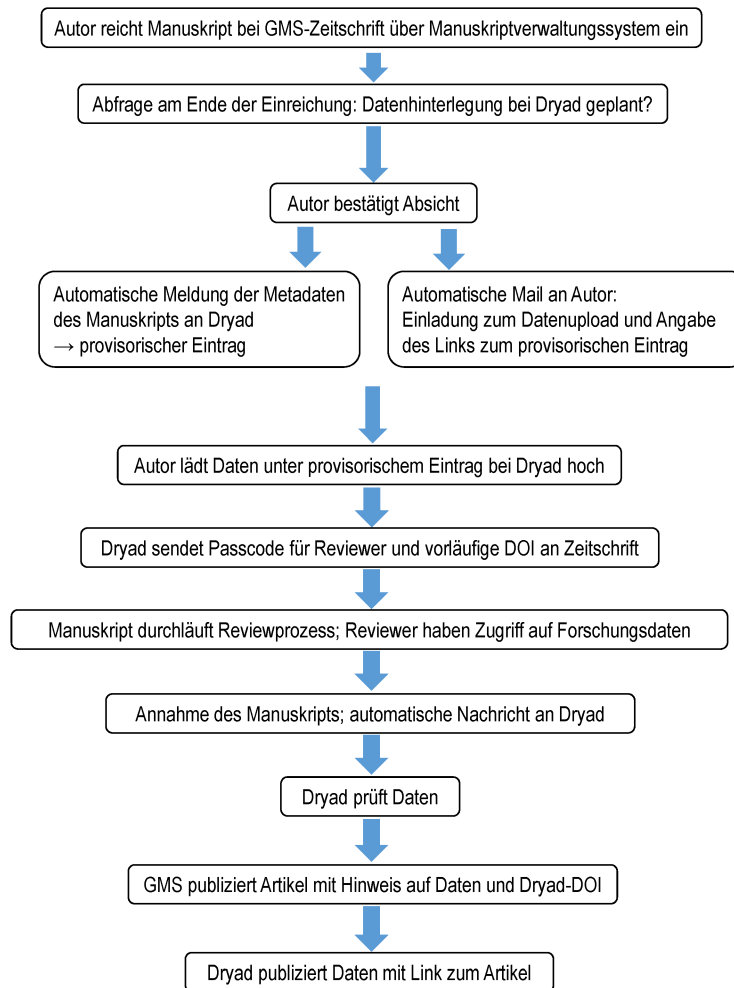 Autor reicht Manuskript bei GMS-Zeitschrift über Manuskriptverwaltungssystem ein
Abfrage am Ende der Einreichung: Datenhinterlegung bei Dryad geplant?
Autor bestätigt Absicht
Automatische Meldung der Metadaten
des Manuskripts an Dryad
→ provisorischer Eintrag
Automatische Mail an Autor:
Einladung zum Datenupload und Angabe
des Links zum provisorischen Eintrag
Autor lädt Daten unter provisorischem Eintrag bei Dryad hoch
Dryad sendet Passcode für Reviewer und vorläufige DOI an Zeitschrift
Manuskript durchläuft Reviewprozess; Reviewer haben Zugriff auf Forschungsdaten
Annahme des Manuskripts; automatische Nachricht an Dryad
Dryad prüft Daten
GMS publiziert Artikel mit Hinweis auf Daten und Dryad-DOI
Dryad publiziert Daten mit Link zum Artikel